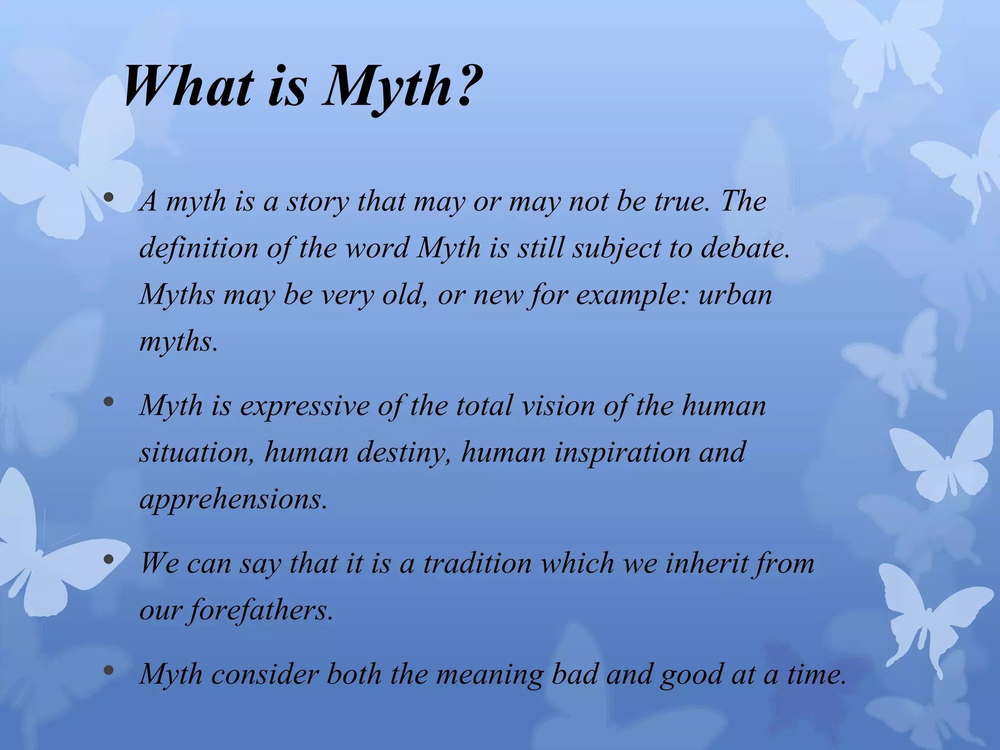 What is Myth?
• A myth is a story that may or may not be true. The
definition of the word Myth is still subject to debate.
Myths may be very old, or new for example: urban
myths.
• Myth is expressive of the total vision of the human
situation, human destiny, human inspiration and
apprehensions.
• We can say that it is a tradition which we inherit from
our forefathers.
• Myth consider both the meaning bad and good at a time.